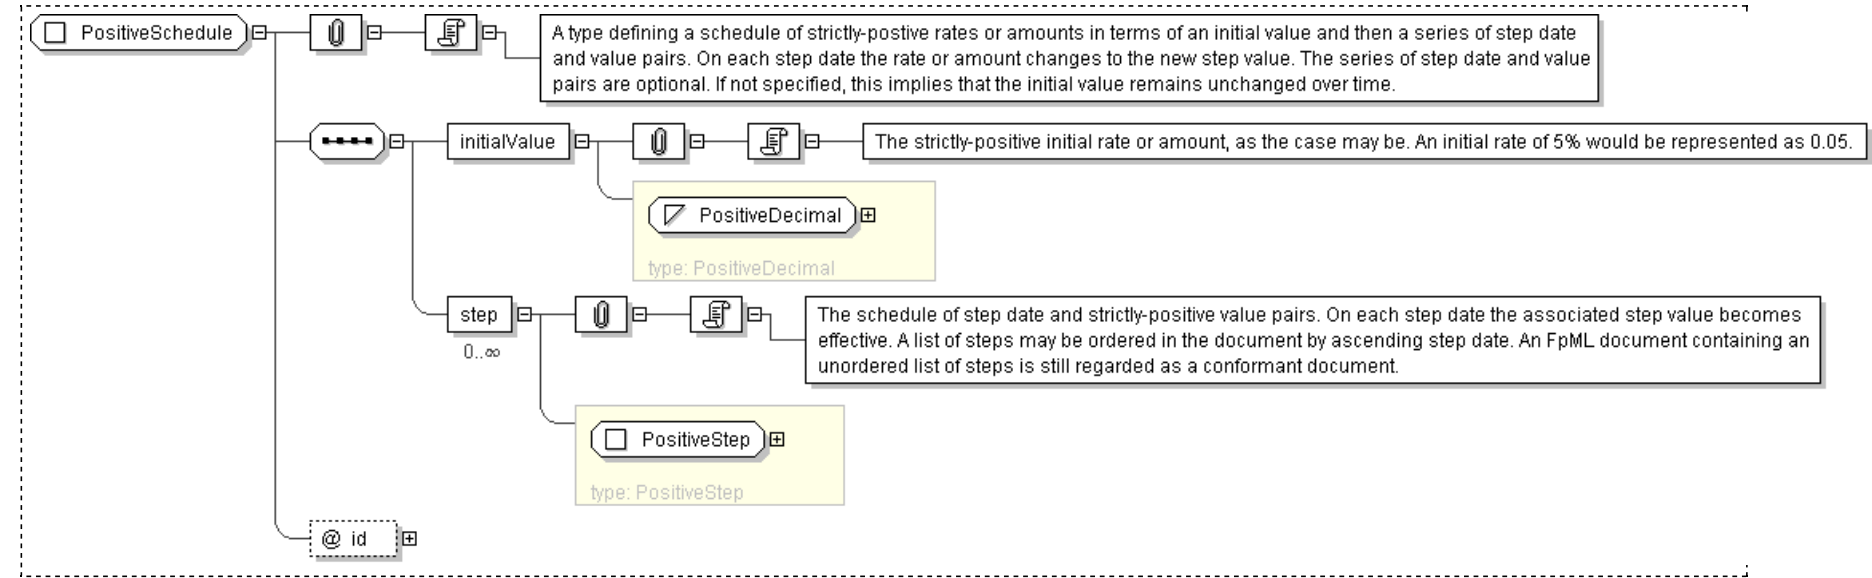 PositiveSchedule
A type defining a schedule of strictly-postive rates or amounts in terms of an initial value and then a series of step date
and value pairs. On each step date the rate or amount changes to the new step value. The series of step date and value
pairs are optional. If not specified, this implies that the initial value remains unchanged over time.
initialValue
The strictly-positive initial rate or amount, as the case may be. An initial rate of 5% would be represented as 0.05.
PositiveDecimal
type: PositiveDecimal
step
0..∞
The schedule of step date and strictly-positive value pairs. On each step date the associated step value becomes
effective. A list of steps may be ordered in the document by ascending step date. An FpML document containing an
unordered list of steps is still regarded as a conformant document.
PositiveStep
type: PositiveStep
@ id